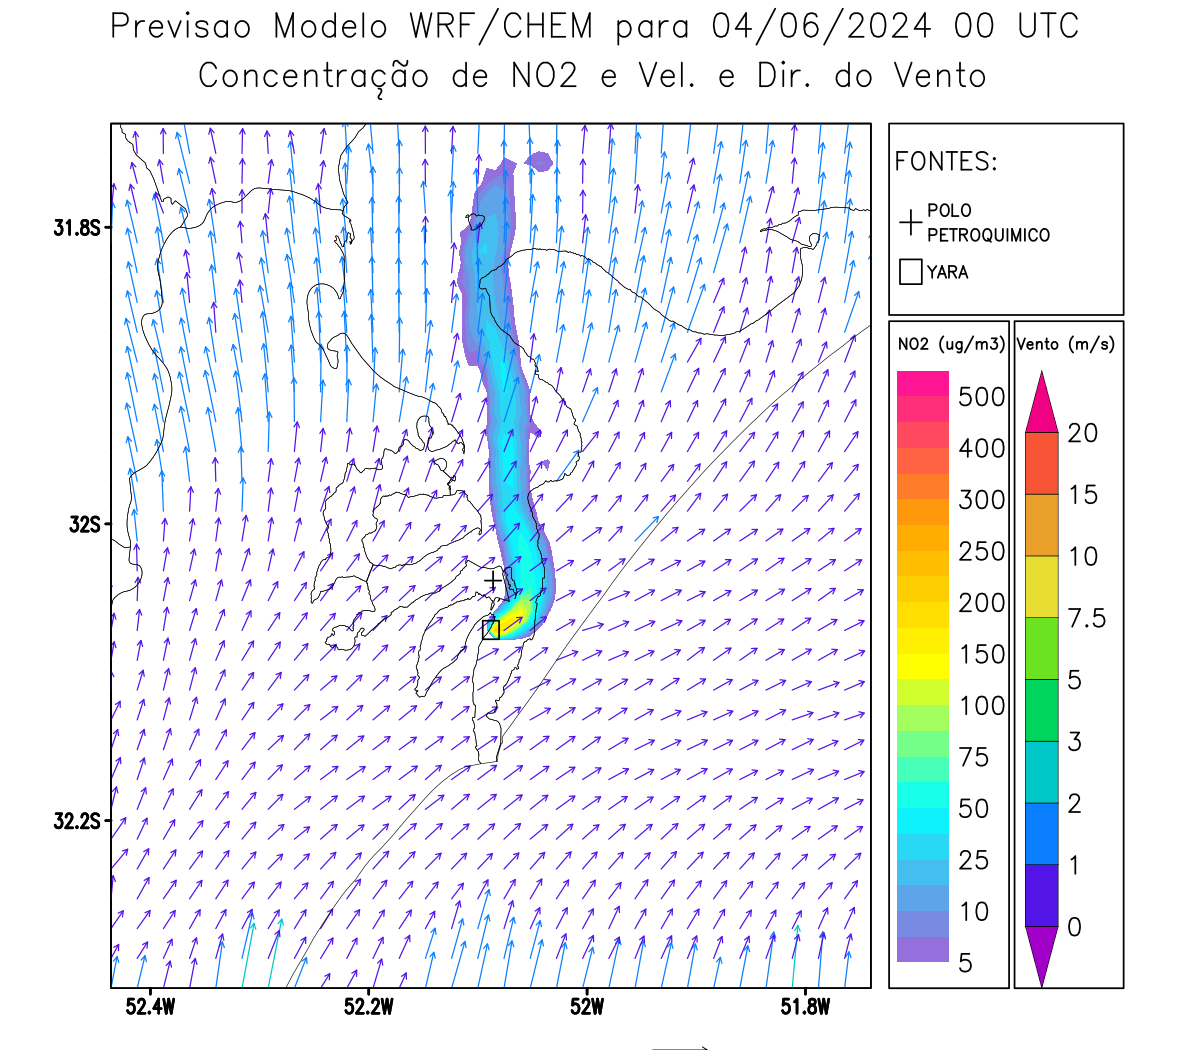 Previsao Modelo WRF/CHEM para 04/06/2024 00 UTC
Concentração de NO2 e Vel. e Dir. do Vento
FONTES:
POLO
PETROQUIMICO
YARA
NO2 (ug/m3)
500
400
300
250
200
150
100
75
50
25
10
5
Vento (m/s)
20
15
10
7.5
5
3
2
1
0
31.8S
32S
32.2S
52.4W
52.2W
52W
51.8W